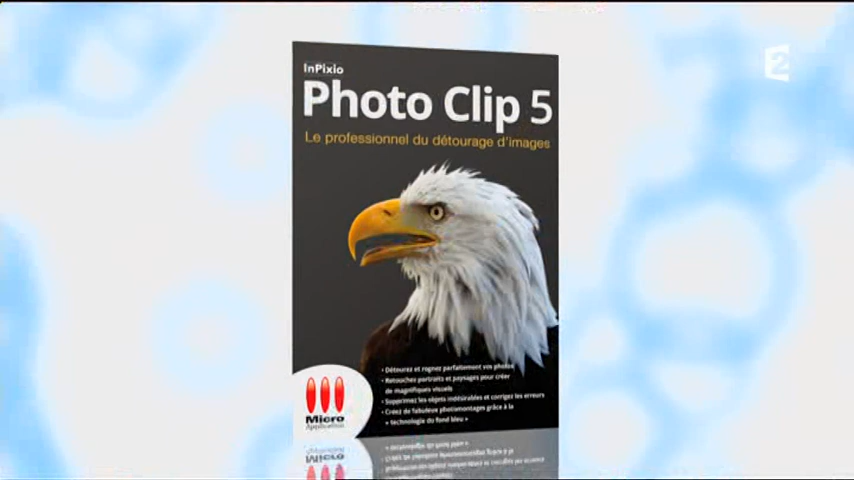 2
InPixio
Photo Clip 5
Le professionnel du détourage d'images
• Détourez et rognez parfaitement vos photos
• Retouchez portraits et paysages pour créer
de magnifiques visuels
• Supprimez les objets indésirables et corrigez les erreurs
• Créez de fabuleux photomontages grâce à la
« technologie du fond bleu »
Micro
Application